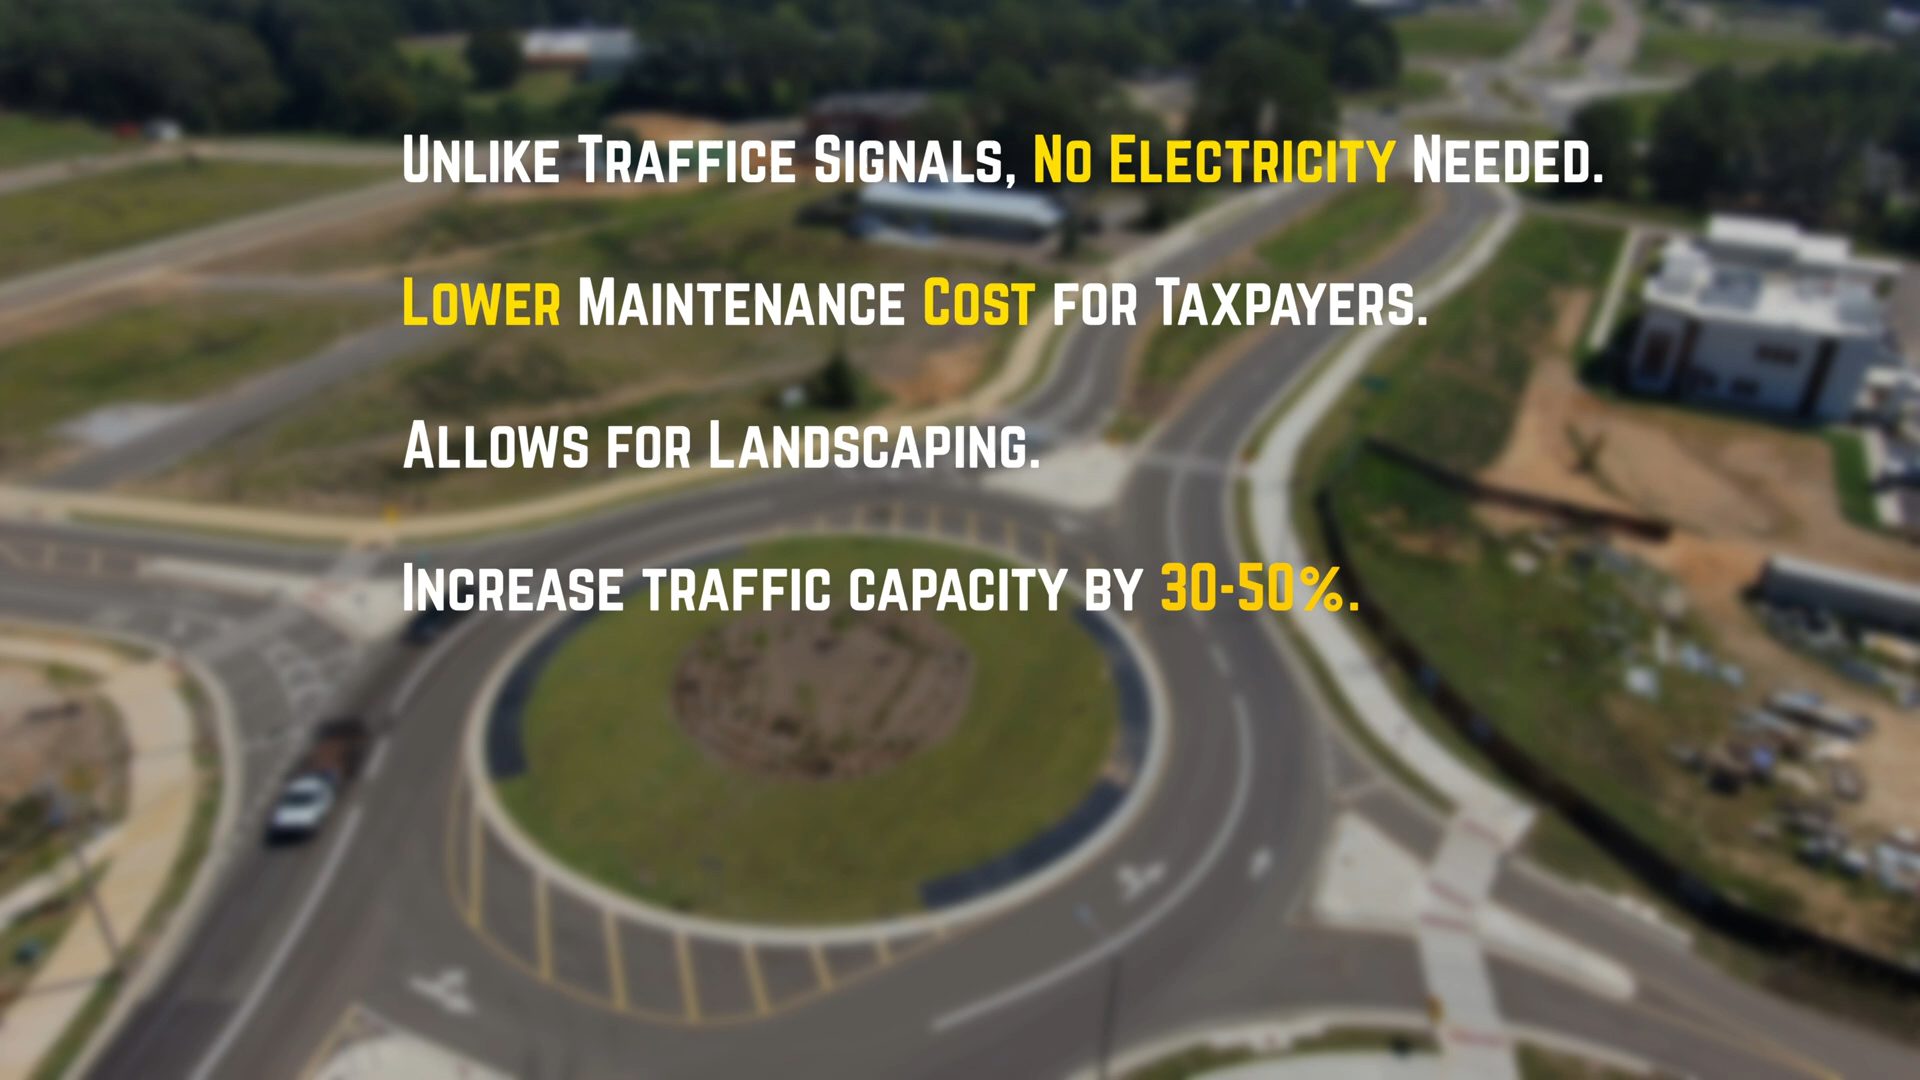 Unlike Traffice Signals, No Electricity Needed.
Lower Maintenance Cost for Taxpayers.
Allows for Landscaping.
Increase traffic capacity by 30-50%.